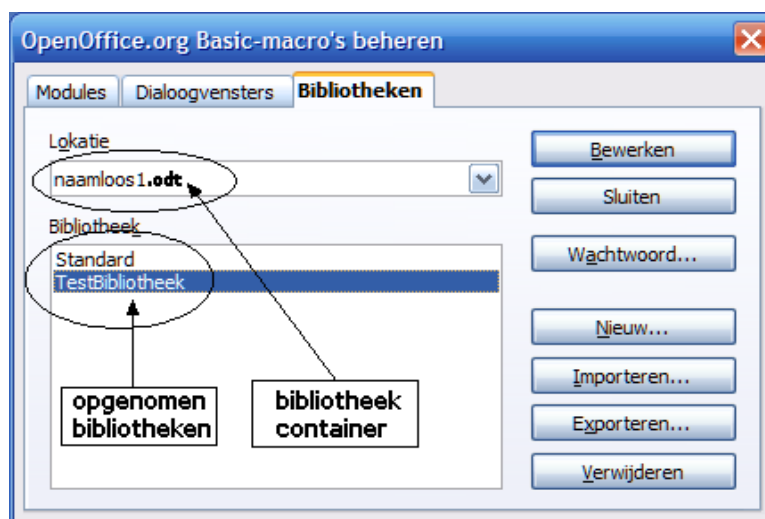 OpenOffice.org Basic-macro's beheren
Modules Dialoogvensters Bibliotheken
Lokatie
naamloos1.odt
Bibliotheek
Standard
TestBibliotheek
opgenomen
bibliotheken
bibliotheek
container
Bewerken
Sluiten
Wachtwoord...
Nieuw...
Importeren...
Exporteren...
Verwijderen